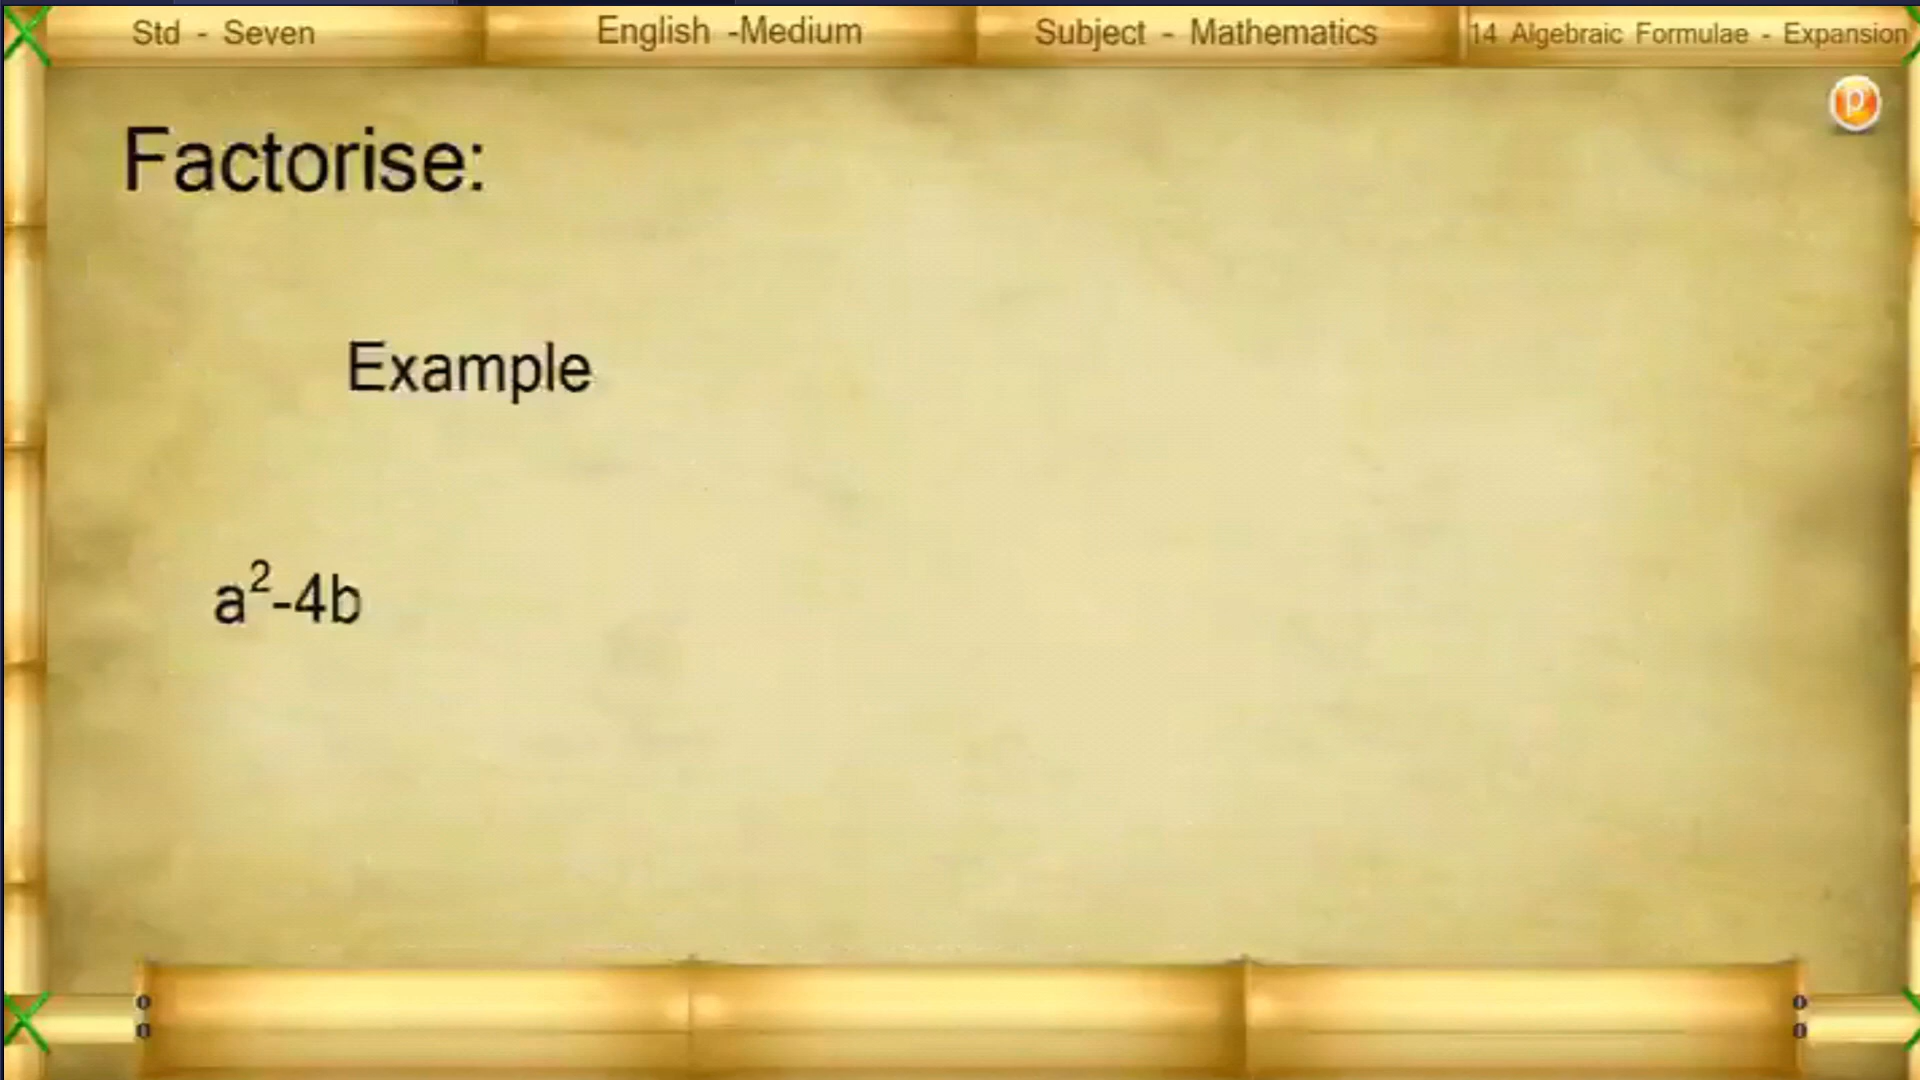 Std - Seven
English -Medium
Subject - Mathematics
14 Algebraic Formulae - Expansion
p
Factorise:
Example
a²-4b